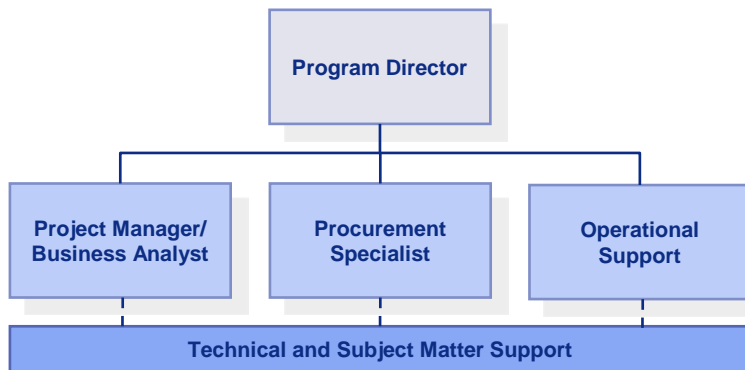 Program Director
Project Manager/
Business Analyst
Procurement
Specialist
Operational
Support
Technical and Subject Matter Support